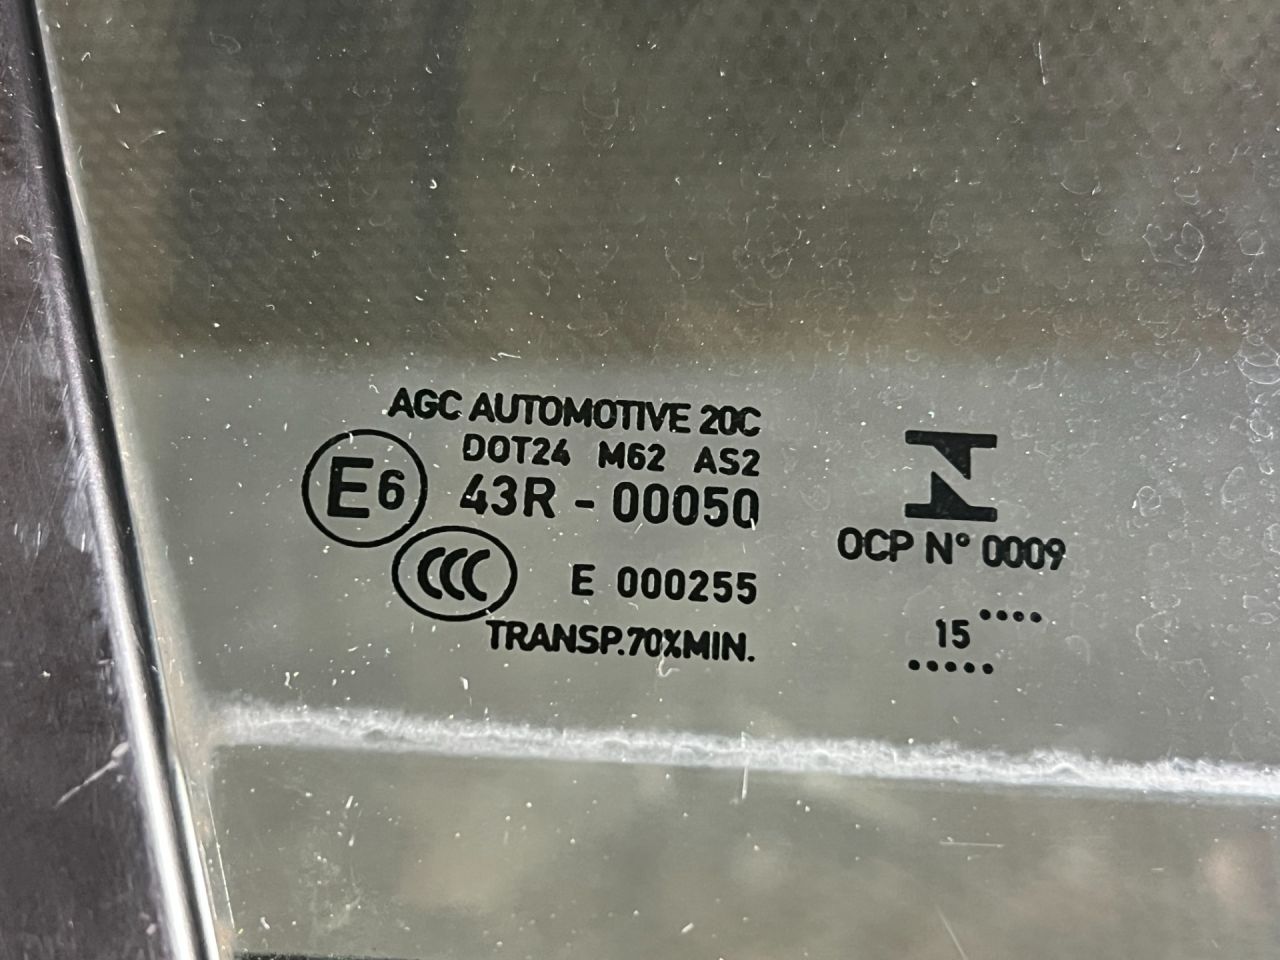 AGC AUTOMOTIVE 20C
DOT24 M62 AS2
E6 43R - 00050
CCC E 000255
TRANSP.70%MIN.
OCP N° 0009
15